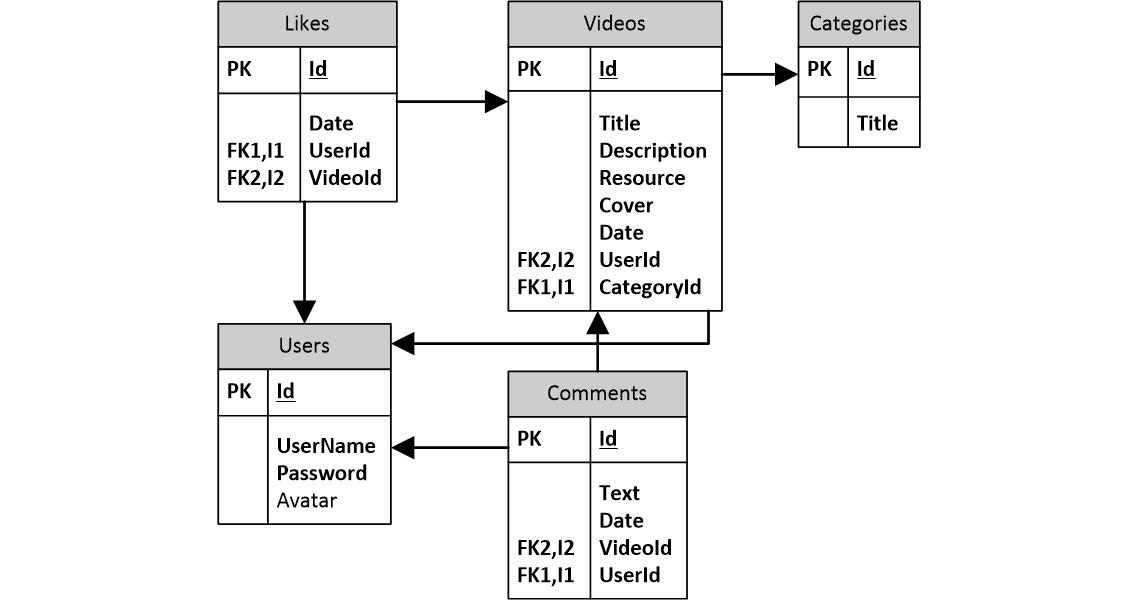 Likes
PK Id
Date
FK1,I1 UserId
FK2,I2 VideoId
Videos
PK Id
Title
Description
Resource
Cover
Date
FK2,I2 UserId
FK1,I1 CategoryId
Categories
PK Id
Title
Users
PK Id
UserName
Password
Avatar
Comments
PK Id
Text
Date
FK2,I2 VideoId
FK1,I1 UserId